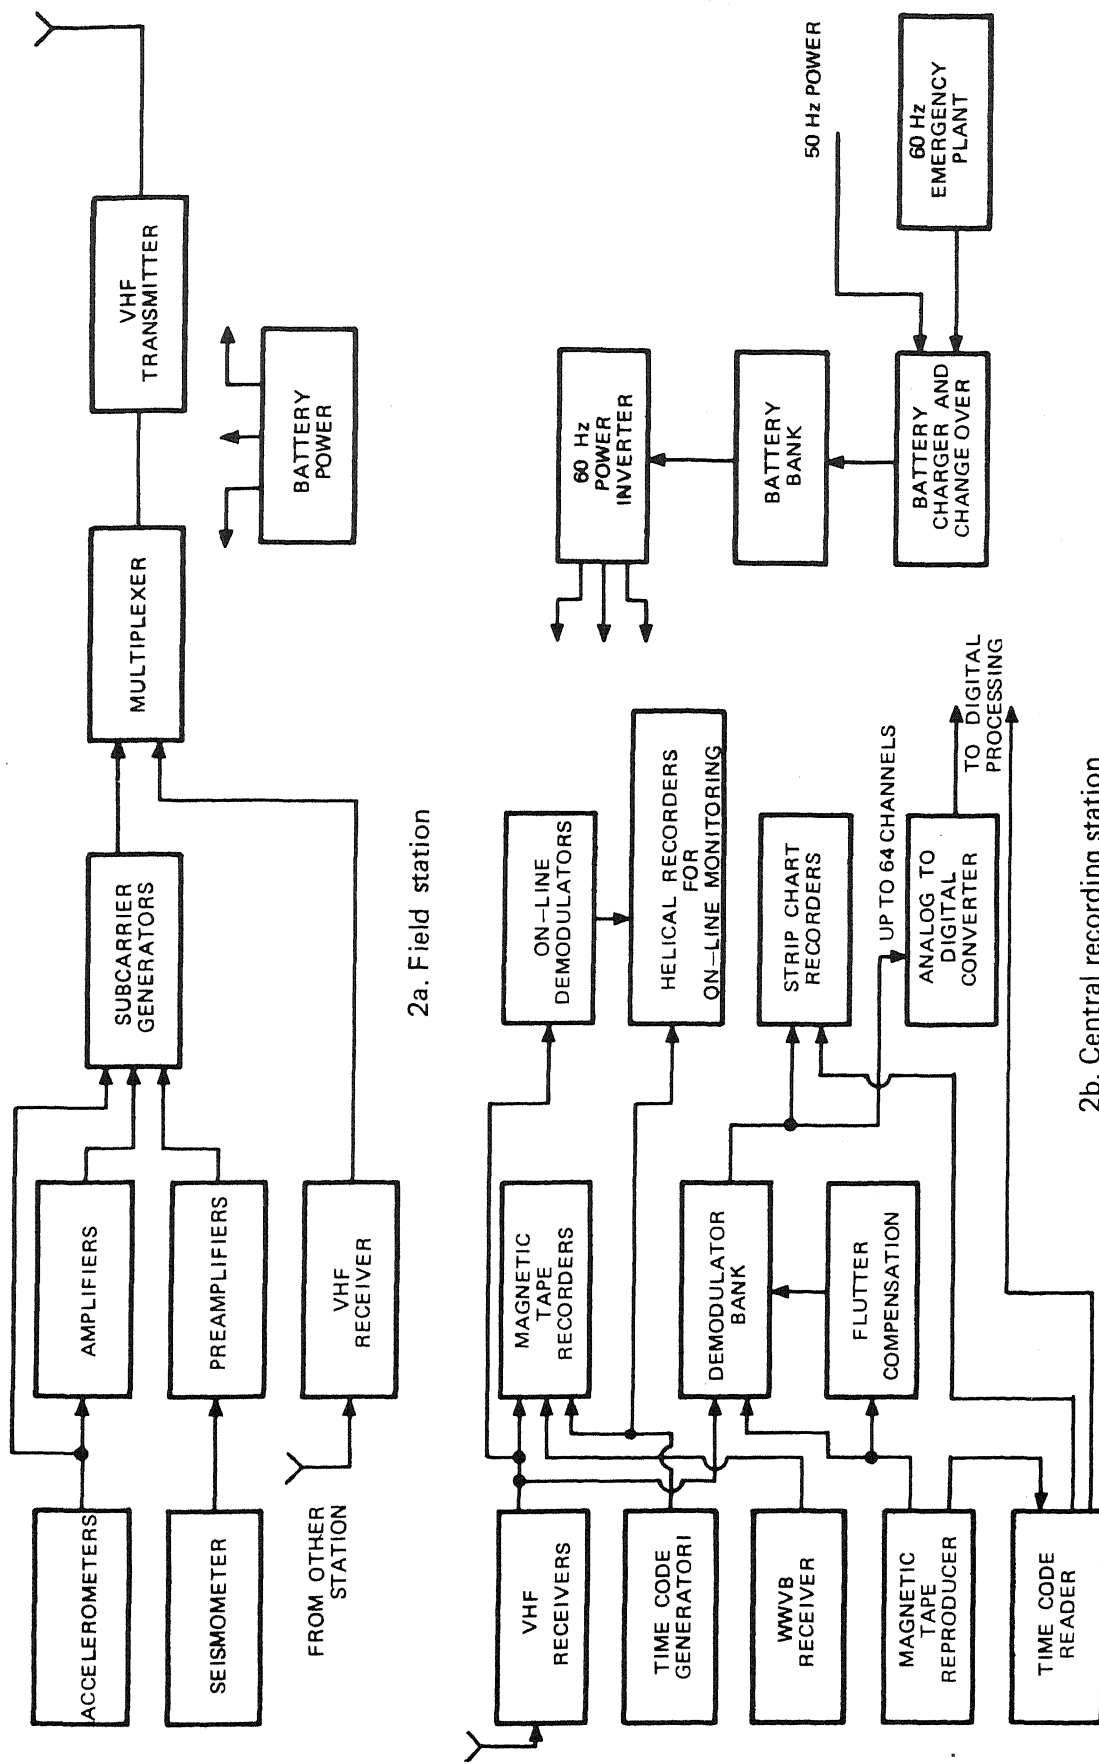 ACCELEROMETERS
AMPLIFIERS
SUBCARRIER
GENERATORS
MULTIPLEXER
VHF
TRANSMITTER
SEISMOMETER
PREAMPLIFIERS
BATTERY
POWER
FROM OTHER
STATION
VHF
RECEIVER
2a. Field station
VHF
RECEIVERS
MAGNETIC
TAPE
RECORDERS
ON-LINE
DEMODULATORS
60 Hz
POWER
INVERTER
TIME CODE
GENERATORI
HELICAL RECORDERS
FOR
ON-LINE MONITORING
WWVB
RECEIVER
DEMODULATOR
BANK
STRIP CHART
RECORDERS
BATTERY
BANK
50 Hz POWER
UP TO 64 CHANNELS
MAGNETIC
TAPE
REPRODUCER
FLUTTER
COMPENSATION
ANALOG TO
DIGITAL
CONVERTER
TO DIGITAL
PROCESSING
BATTERY
CHARGER AND
CHANGE OVER
60 Hz
EMERGENCY
PLANT
TIME CODE
READER
2b. Central recording station